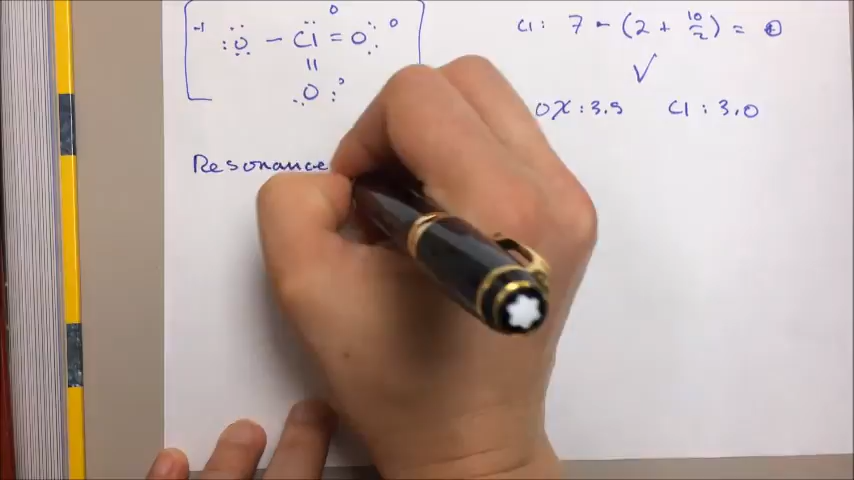 -1 :O - Cl = O: 0
0
||
O: 0
Cl: 7 - (2 + 10/2) = 0
✓
OX: 3.5 Cl: 3.0
Resonance